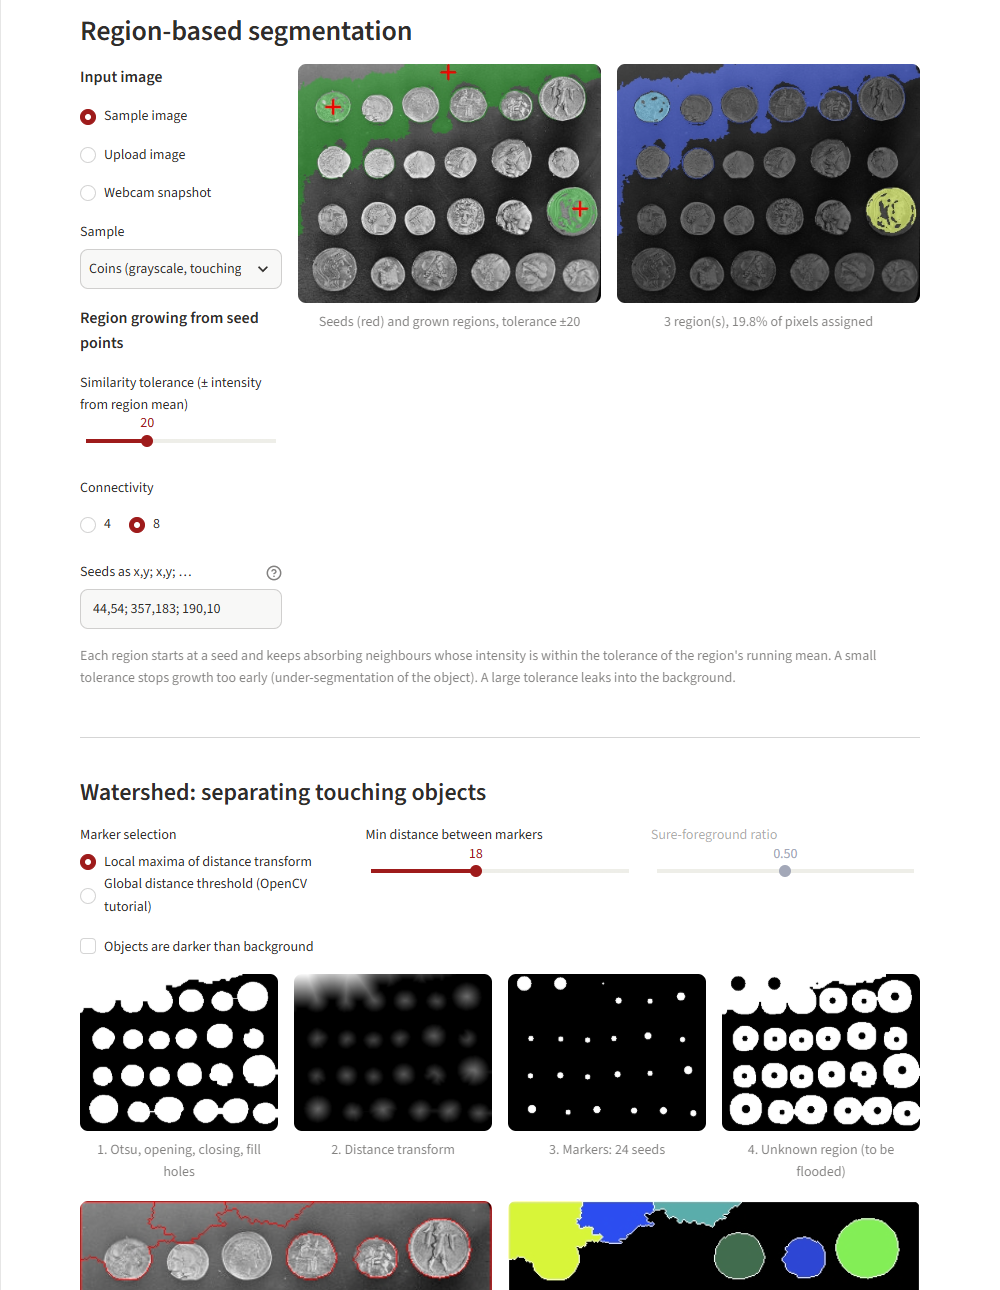 Region-based segmentation
Input image
Sample image
Upload image
Webcam snapshot
Sample
Coins (grayscale, touching
Region growing from seed
points
Similarity tolerance (± intensity
from region mean)
20
Connectivity
4
8
Seeds as x,y; x,y; …
44,54; 357,183; 190,10
Seeds (red) and grown regions, tolerance ±20
3 region(s), 19.8% of pixels assigned
Each region starts at a seed and keeps absorbing neighbours whose intensity is within the tolerance of the region's running mean. A small
tolerance stops growth too early (under-segmentation of the object). A large tolerance leaks into the background.
Watershed: separating touching objects
Marker selection
Local maxima of distance transform
Global distance threshold (OpenCV
tutorial)
Min distance between markers
18
Sure-foreground ratio
0.50
Objects are darker than background
1. Otsu, opening, closing, fill
holes
2. Distance transform
3. Markers: 24 seeds
4. Unknown region (to be
flooded)